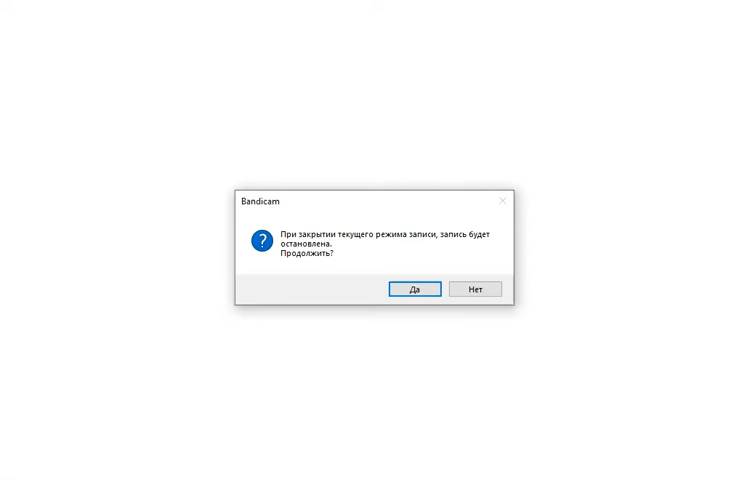 Bandicam
При закрытии текущего режима записи, запись будет
остановлена.
Продолжить?
Да Нет